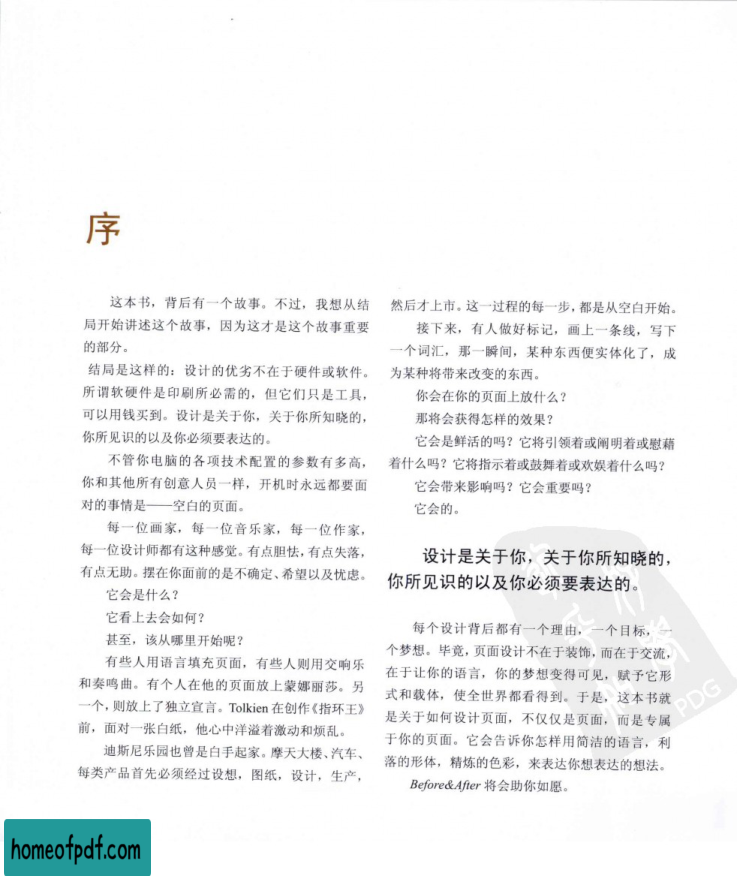 序
这本书，背后有一个故事。不过，我想从结
局开始讲述这个故事，因为这才是这个故事重要
的部分。
结局是这样的：设计的优劣不在于硬件或软件。
所谓软硬件是印刷所必需的，但它们只是工具，
可以用钱买到。设计是关于你，关于你所知晓的，
你所见识的以及你必须要表达的。
不管你电脑的各项技术配置的参数有多高，
你和其他所有创意人员一样，开机时永远都要面
对的事情是——空白的页面。
每一位画家，每一位音乐家，每一位作家，
每一位设计师都有这种感觉。有点胆怯，有点失落，
有点无助。摆在你面前的是不确定、希望以及忧虑。
它会是什么？
它看上去会如何？
甚至，该从哪里开始呢？
有些人用语言填充页面，有些人则用交响乐
和奏鸣曲。有个人在他的页面放上蒙娜丽莎。另
一个，则放上了独立宣言。Tolkien 在创作《指环王》
前，面对一张白纸，他心中洋溢着激动和烦乱。
迪斯尼乐园也曾是白手起家。摩天大楼、汽车、
每类产品首先必须经过设想，图纸，设计，生产，
然后才上市。这一过程的每一步，都是从空白开始。
接下来，有人做好标记，画上一条线，写下
一个词汇，那一瞬间，某种东西便实体化了，成
为某种将带来改变的东西。
你会在你的页面上放什么？
那将会获得怎样的效果？
它会是鲜活的吗？它将引领着或阐明着或慰藉
着什么吗？它将指示着或鼓舞着或欢娱着什么吗？
它会带来影响吗？它会重要吗？
它会的。
设计是关于你，关于你所知晓的，
你所见识的以及你必须要表达的。
每个设计背后都有一个理由，一个目标，一
个梦想。毕竟，页面设计不在于装饰，而在于交流，
在于让你的语言，你的梦想变得可见，赋予它形
式和载体，使全世界都看得到。于是，这本书就
是关于如何设计页面，不仅仅是页面，而是专属
于你的页面。它会告诉你怎样用简洁的语言，利
落的形体，精炼的色彩，来表达你想表达的想法。
Before&After 将会助你如愿。
PDG
homeofpdf.com